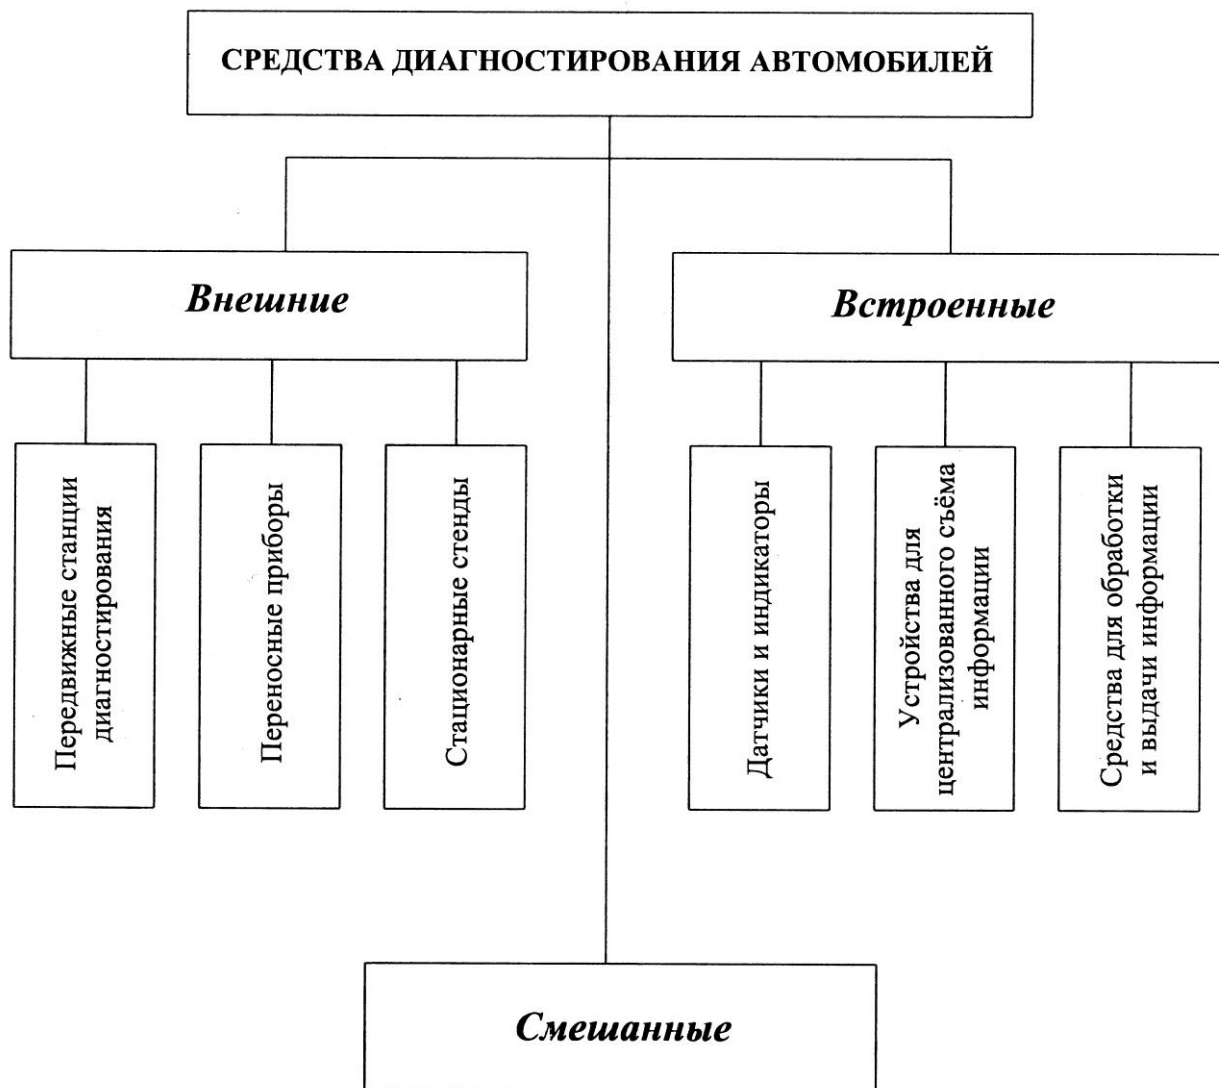 СРЕДСТВА ДИАГНОСТИРОВАНИЯ АВТОМОБИЛЕЙ
Внешние
Встроенные
Передвижные станции
диагностирования
Переносные приборы
Стационарные стенды
Датчики и индикаторы
Устройства для
централизованного съёма
информации
Средства для обработки
и выдачи информации
Смешанные